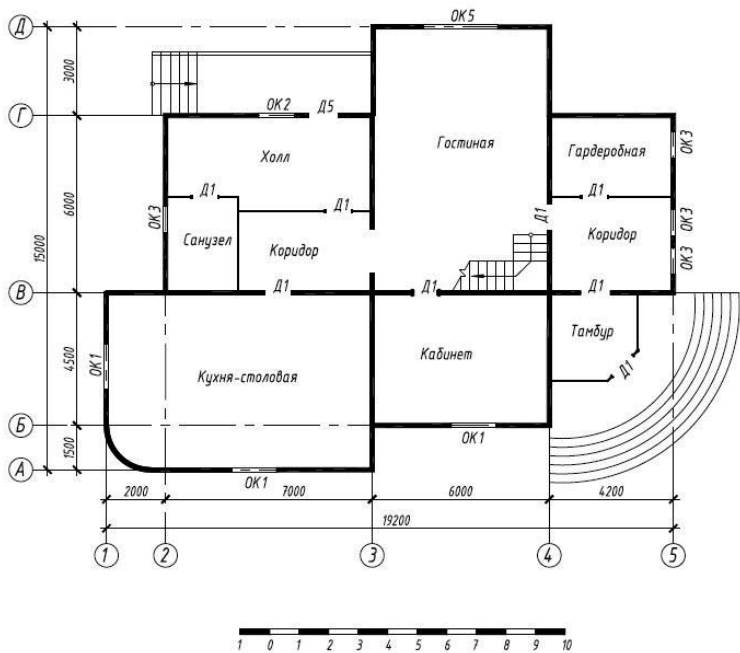 ОК5
Д
3000
Г
ОК2
Д5
Холл
Гостиная
Гардеробная
ОК3
6000
15000
ОК3
Д1
Д1
Д1
Д1
Санузел
Коридор
Коридор
ОК3
ОК3
В
Д1
Д1
Д1
4500
ОК1
Кухня-столовая
Кабинет
Тамбур
Д1
Б
ОК1
1500
А
ОК1
2000
7000
6000
4200
19200
1
2
3
4
5
1 0 1 2 3 4 5 6 7 8 9 10